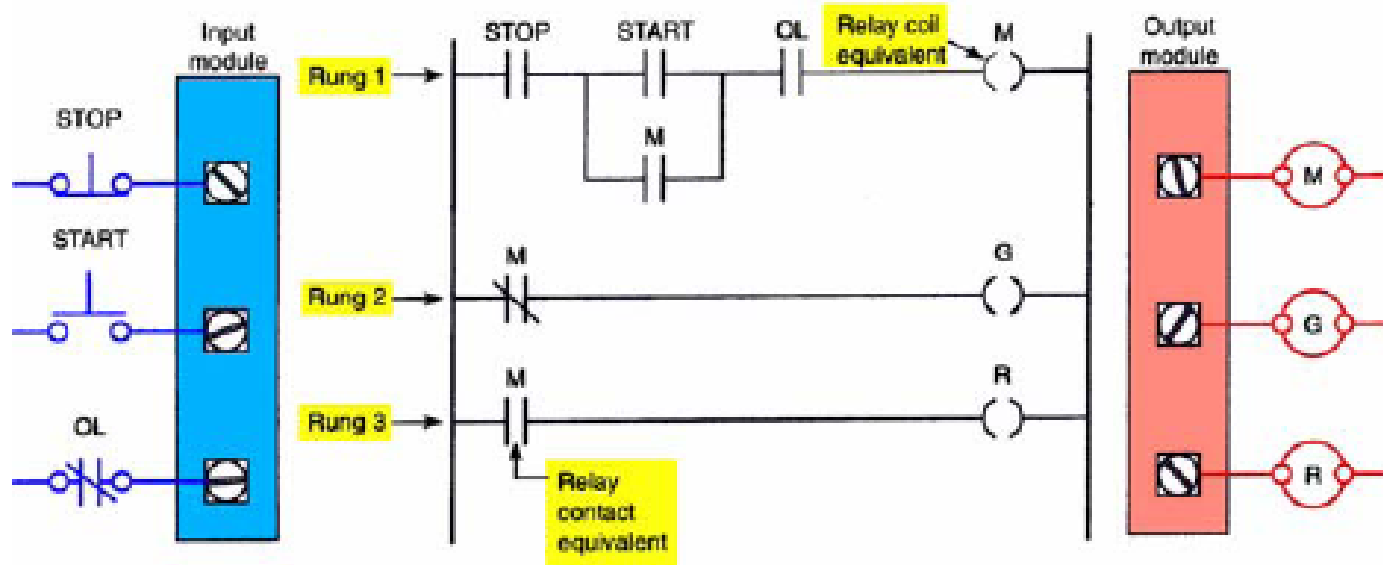 Input
module
STOP
START
OL
Rung 1
STOP
START
OL
Relay coil
equivalent
M
M
Rung 2
M
G
Rung 3
M
R
Relay
contact
equivalent
Output
module
M
G
R